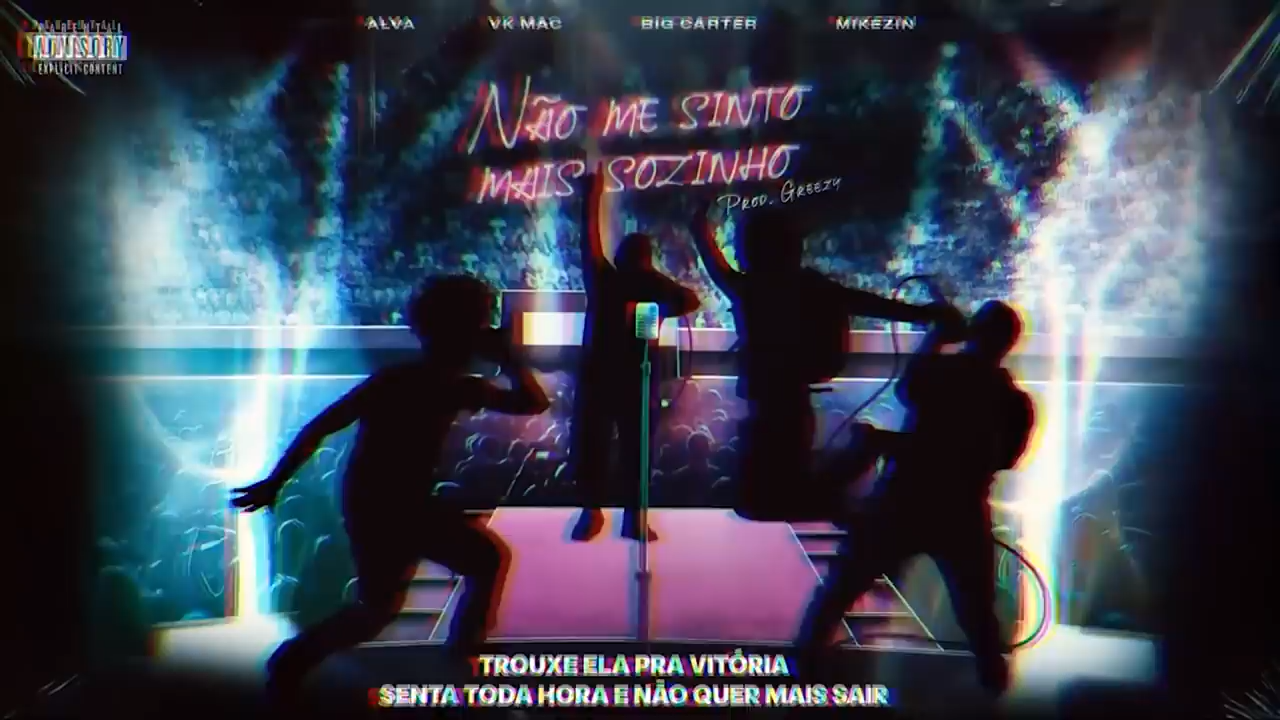 ALVA VK MAC BIG CARTER MIKEZIN
PARENTAL
ADVISORY
EXPLICIT CONTENT
NÃO ME SINTO
MAIS SOZINHO
PROD. GREEZY
TROUXE ELA PRA VITÓRIA
SENTA TODA HORA E NÃO QUER MAIS SAIR